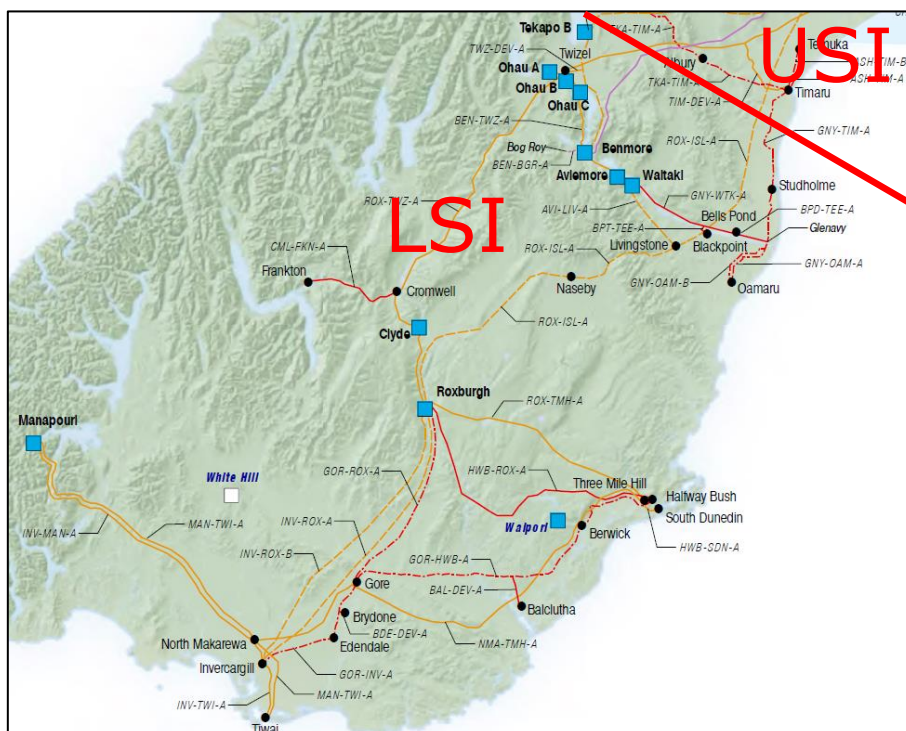 Tekapo B
TKA-TIM-A
USI
Temuka
TWZ-DEV-A
Twizel
Albury
ASH-TIM-B
Ohau A
TKA-TIM-A
ASH-TIM-A
Ohau B
TIM-DEV-A
Timaru
Ohau C
BEN-TWZ-A
GNY-TIM-A
ROX-ISL-A
Bog Roy
Benmore
BEN-BGR-A
Aviemore
Waitaki
Studholme
ROX-TWZ-A
LSI
GNY-WTK-A
AVI-LIV-A
Bells Pond
BPD-TEE-A
BPT-TEE-A
Glenavy
Livingstone
Blackpoint
ROX-ISL-A
CML-FKN-A
Frankton
GNY-OAM-A
Naseby
GNY-OAM-B
Oamaru
Cromwell
Clyde
ROX-ISL-A
Roxburgh
ROX-TMH-A
Manapouri
White Hill
GOR-ROX-A
HWB-ROX-A
Three Mile Hill
Halfway Bush
South Dunedin
INV-MAN-A
MAN-TWI-A
INV-ROX-A
Waipori
Berwick
INV-ROX-B
GOR-HWB-A
HWB-SDN-A
Gore
BAL-DEV-A
Balclutha
Brydone
BDE-DEV-A
North Makarewa
Edendale
NMA-TMH-A
Invercargill
GOR-INV-A
MAN-TWI-A
INV-TWI-A
Tiwai